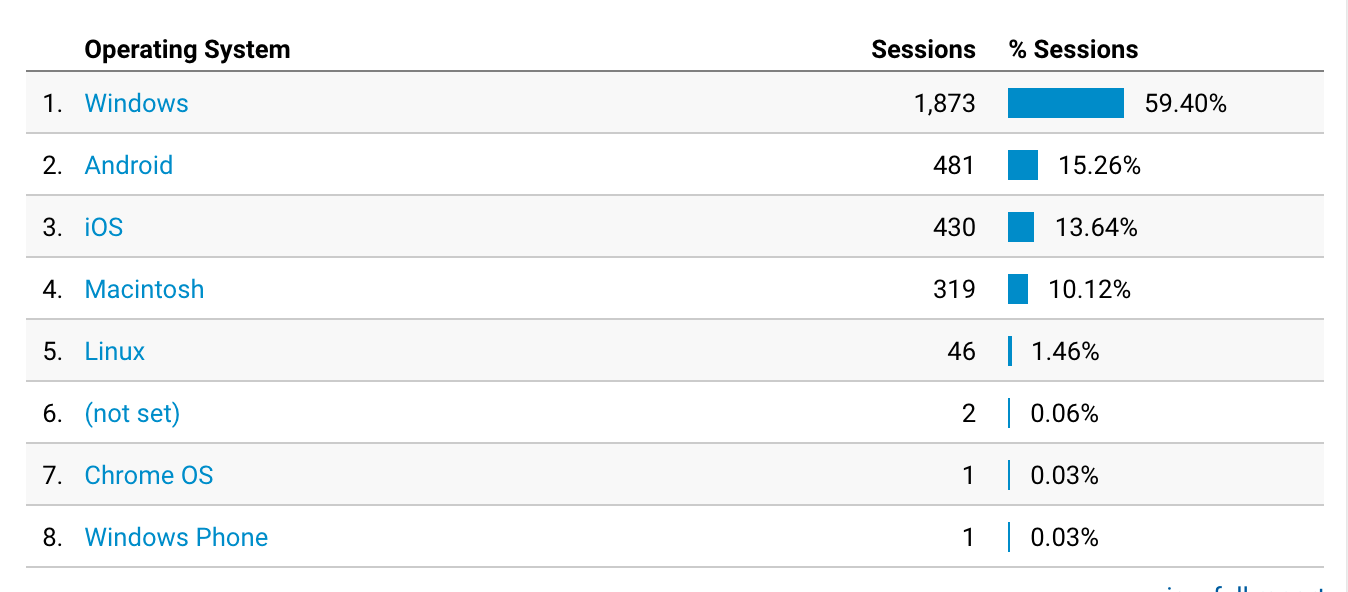 Operating System Sessions % Sessions
1. Windows 1,873 59.40%
2. Android 481 15.26%
3. iOS 430 13.64%
4. Macintosh 319 10.12%
5. Linux 46 1.46%
6. (not set) 2 0.06%
7. Chrome OS 1 0.03%
8. Windows Phone 1 0.03%